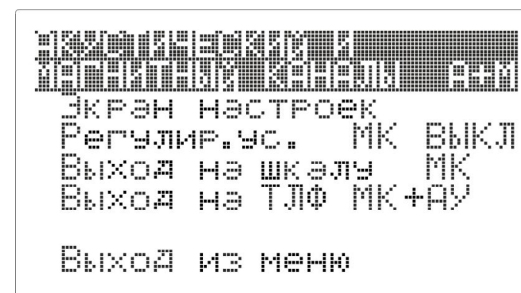 АКУСТИЧЕСКИЙ И
МАГНИТНЫЙ КАНАЛЫ А+М
Экран настроек
Регулир.ус. МК ВЫКЛ
Выход на шкалу МК
Выход на ТЛФ МК+АУ
Выход из меню